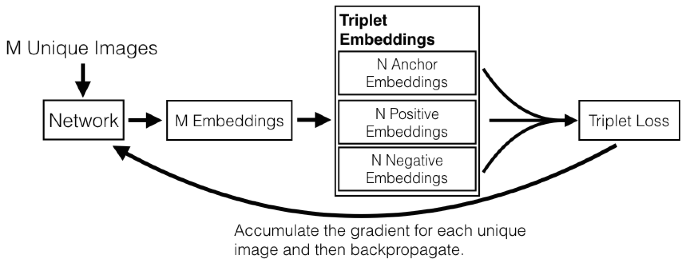 M Unique Images
Network
M Embeddings
Triplet
Embeddings
N Anchor
Embeddings
N Positive
Embeddings
N Negative
Embeddings
Triplet Loss
Accumulate the gradient for each unique
image and then backpropagate.